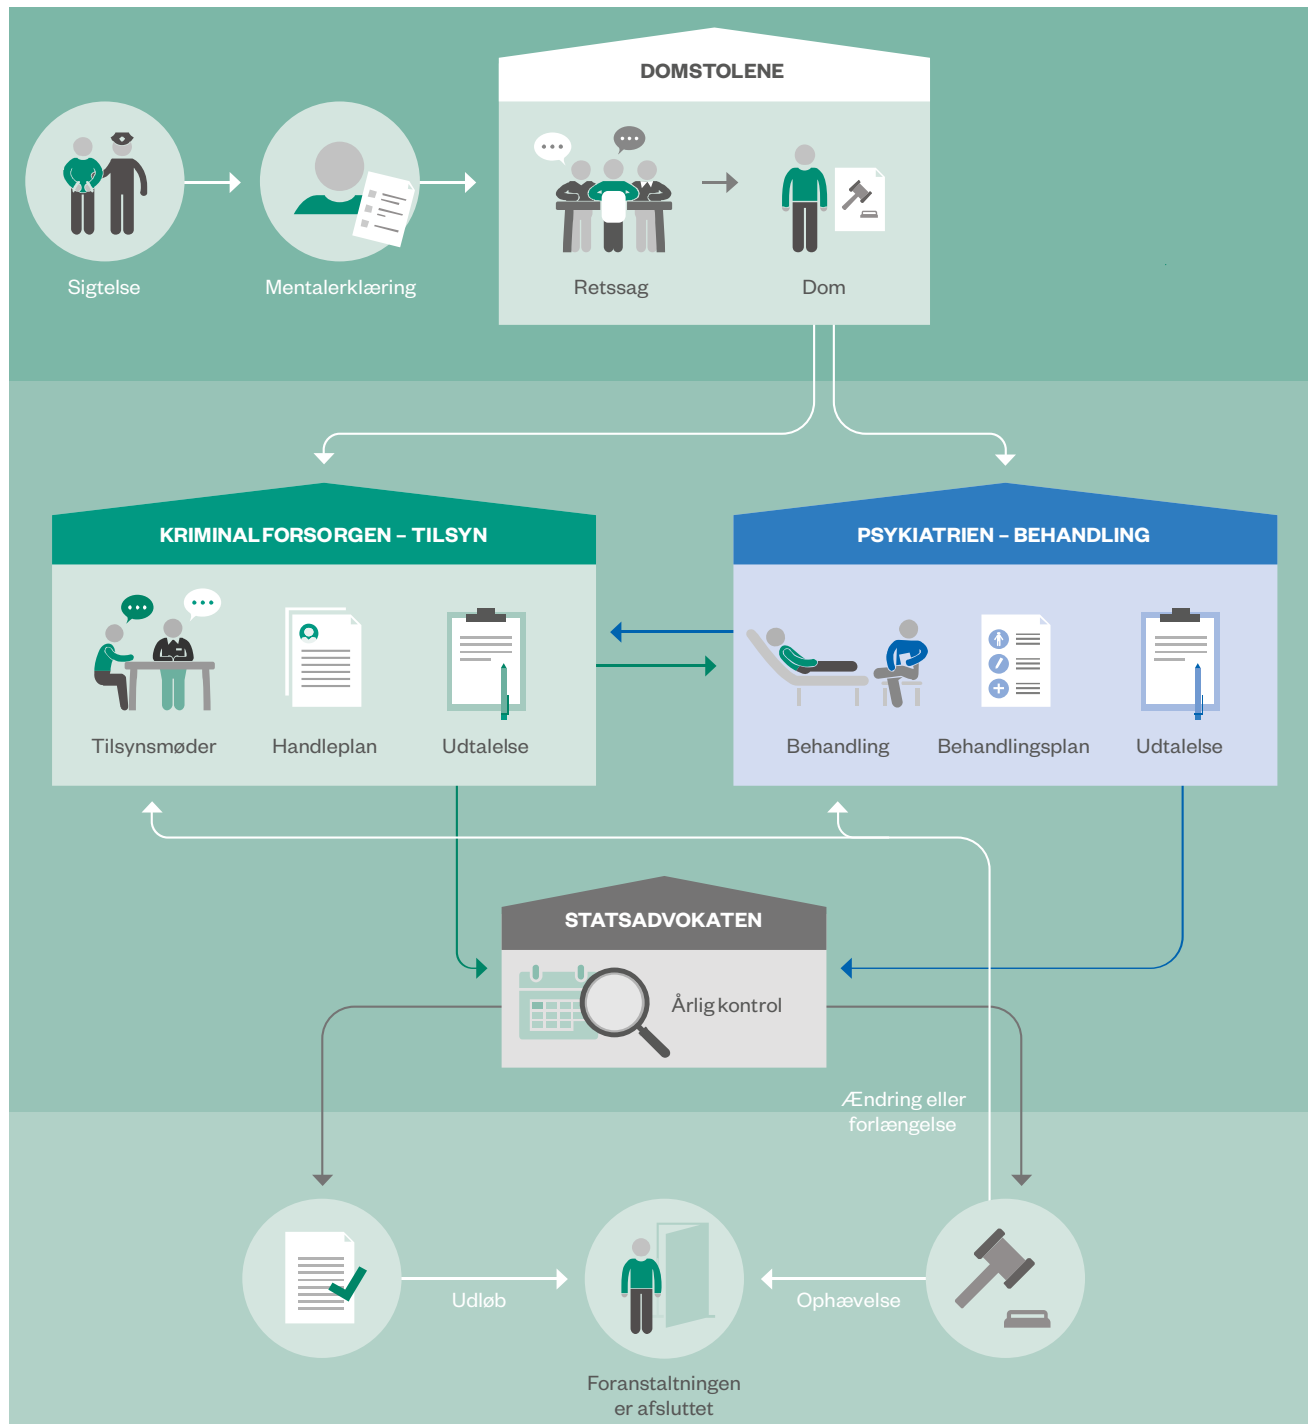 DOMSTOLENE
Sigtelse
Mentalerklæring
Retssag
Dom
KRIMINALFORSORGEN – TILSYN
PSYKIATRIEN – BEHANDLING
Tilsynsmøder
Handleplan
Udtalelse
Behandling
Behandlingsplan
Udtalelse
STATSADVOKATEN
Årlig kontrol
Ændring eller
forlængelse
Udløb
Ophævelse
Foranstaltningen
er afsluttet